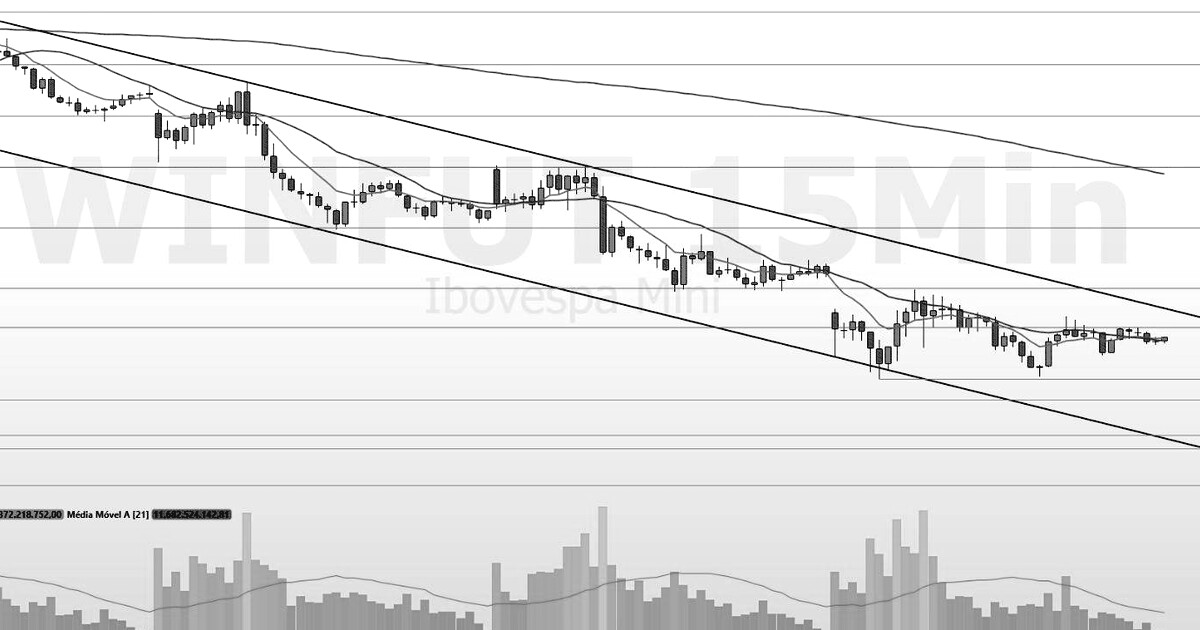 WINFUT 15Min
Ibovespa Mini
372.218.752,00 Média Móvel A [21] 11.682.524.142,81